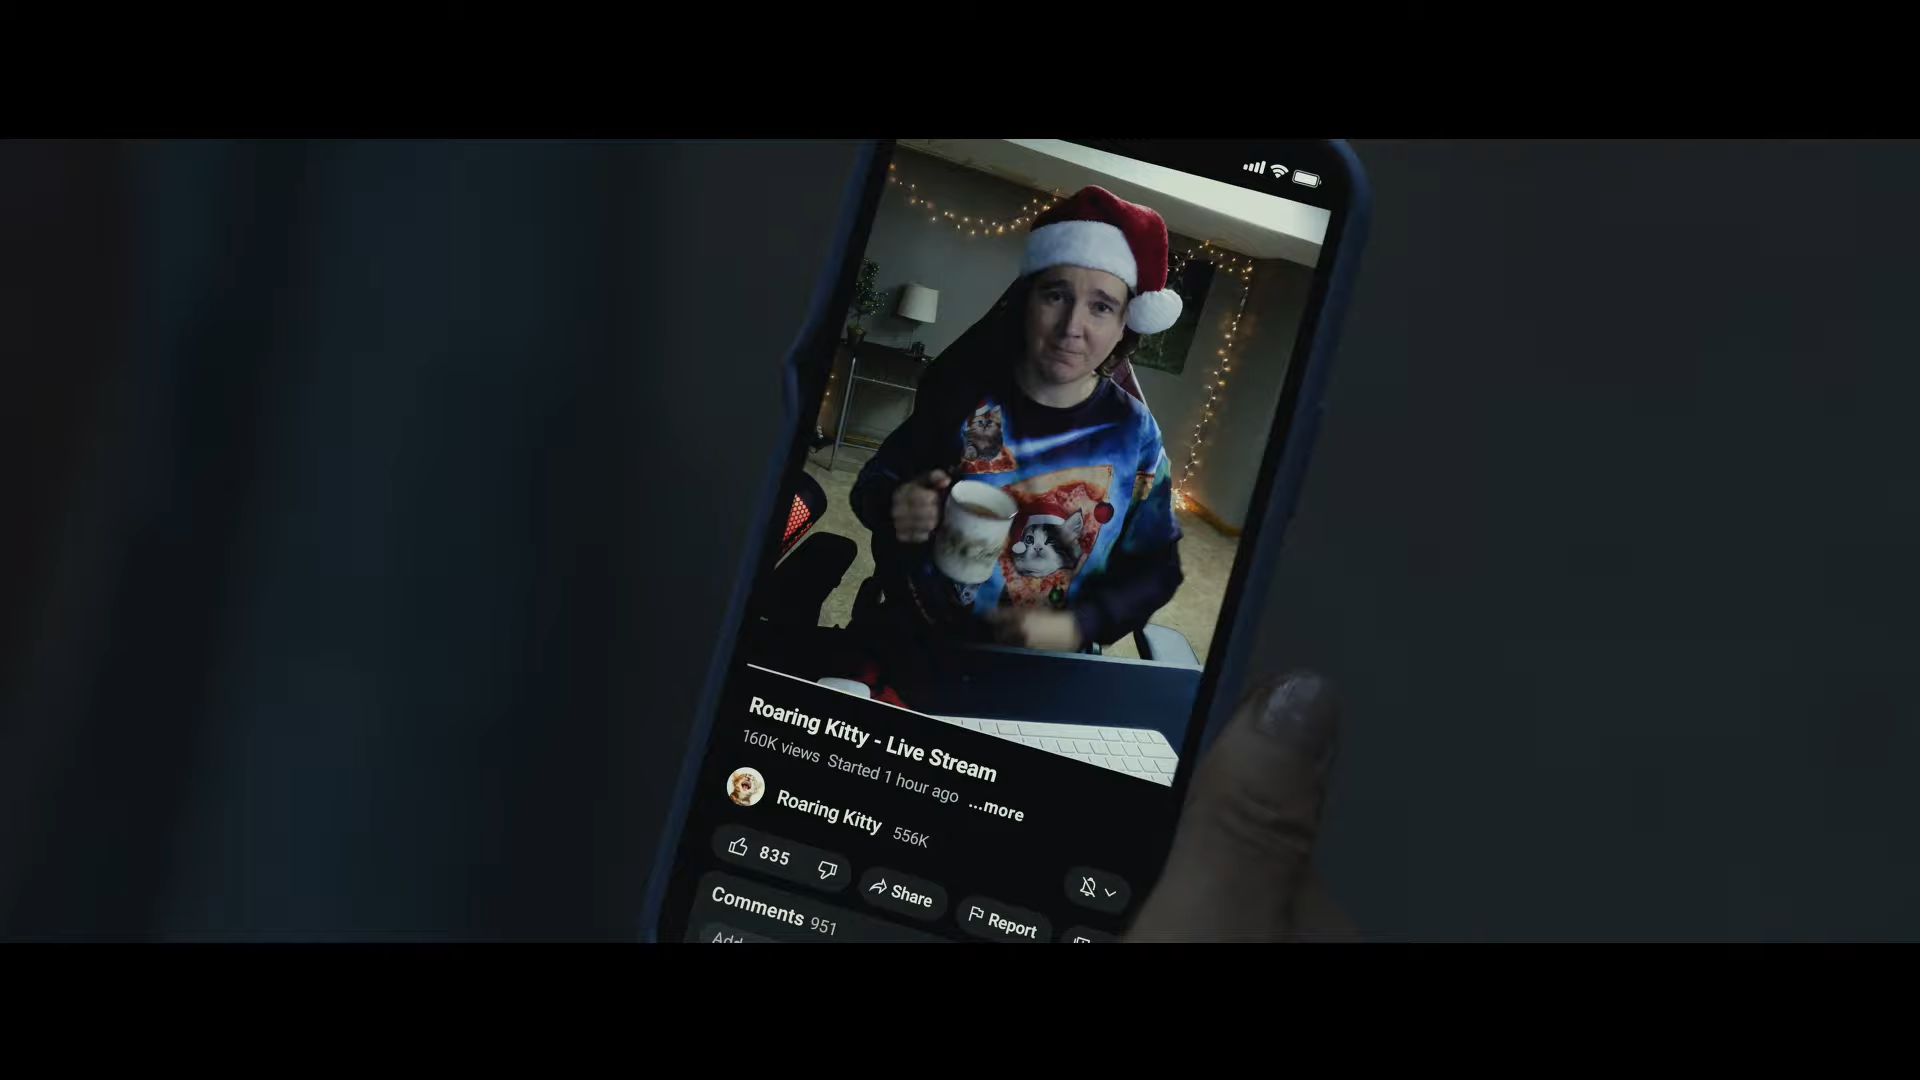 Roaring Kitty - Live Stream
160K views Started 1 hour ago ...more
Roaring Kitty 556K
835
Share
Report
Comments 951
Add